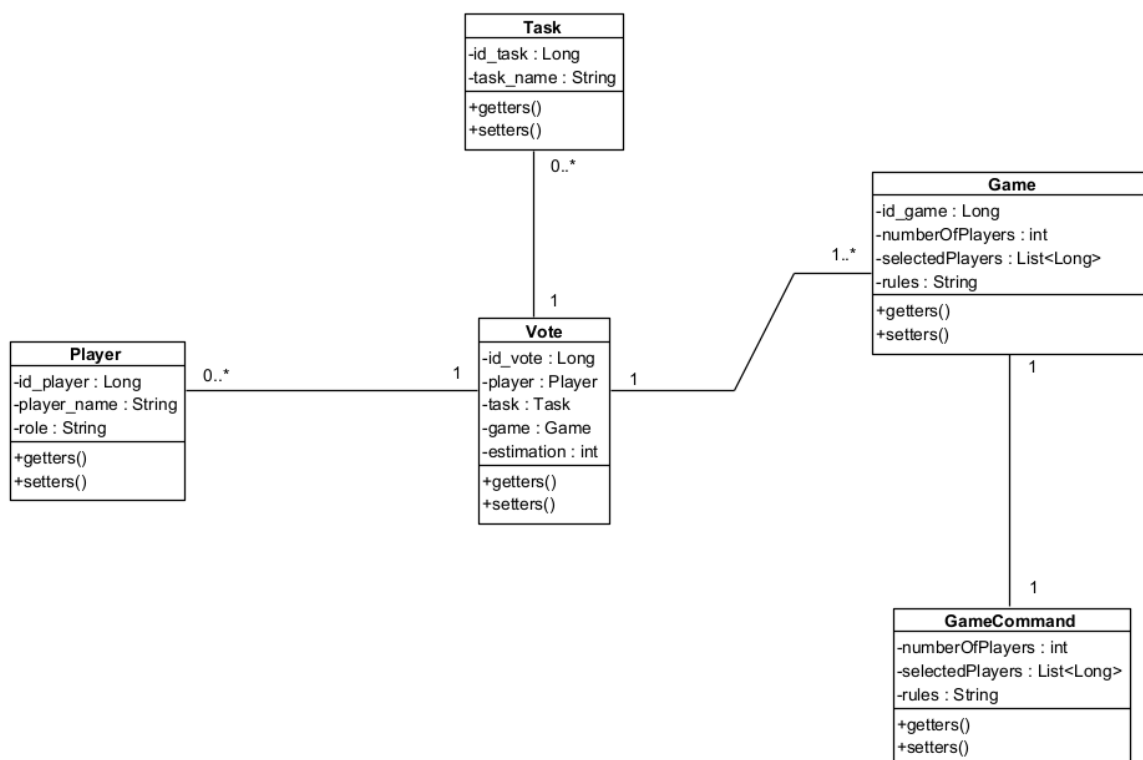 Task
-id_task : Long
-task_name : String
+getters()
+setters()
0..*
1
Game
-id_game : Long
-numberOfPlayers : int
-selectedPlayers : List<Long>
-rules : String
+getters()
+setters()
1..*
1
Player
-id_player : Long
-player_name : String
-role : String
+getters()
+setters()
0..*
1
Vote
-id_vote : Long
-player : Player
-task : Task
-game : Game
-estimation : int
+getters()
+setters()
1
1
GameCommand
-numberOfPlayers : int
-selectedPlayers : List<Long>
-rules : String
+getters()
+setters()